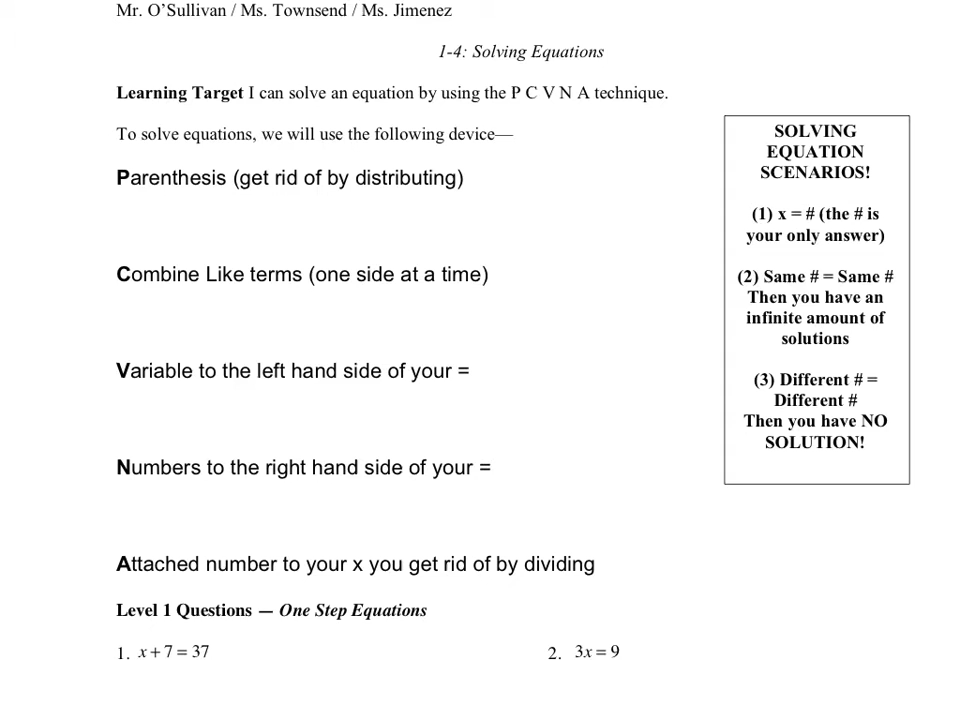 Mr. O’Sullivan / Ms. Townsend / Ms. Jimenez
1-4: Solving Equations
Learning Target I can solve an equation by using the P C V N A technique.
To solve equations, we will use the following device—
Parenthesis (get rid of by distributing)
Combine Like terms (one side at a time)
Variable to the left hand side of your =
Numbers to the right hand side of your =
Attached number to your x you get rid of by dividing
SOLVING
EQUATION
SCENARIOS!
(1) x = # (the # is
your only answer)
(2) Same # = Same #
Then you have an
infinite amount of
solutions
(3) Different # =
Different #
Then you have NO
SOLUTION!
Level 1 Questions — One Step Equations
1. x + 7 = 37
2. 3x = 9